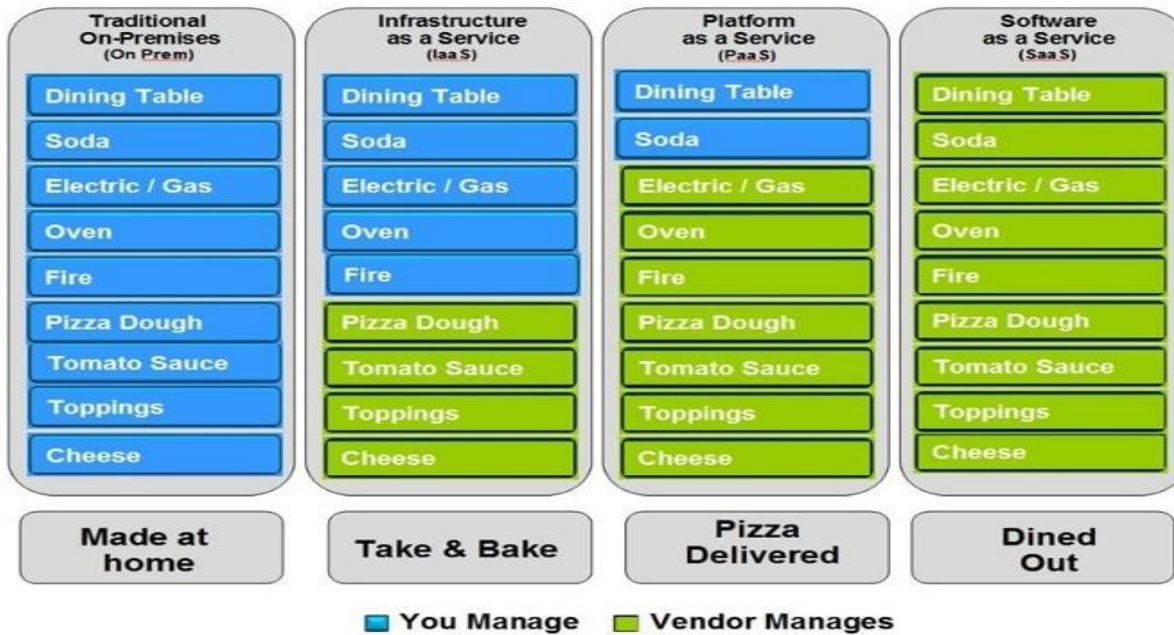 Traditional
On-Premises
(On Prem)
Dining Table
Soda
Electric / Gas
Oven
Fire
Pizza Dough
Tomato Sauce
Toppings
Cheese
Made at
home
Infrastructure
as a Service
(IaaS)
Dining Table
Soda
Electric / Gas
Oven
Fire
Pizza Dough
Tomato Sauce
Toppings
Cheese
Take & Bake
Platform
as a Service
(PaaS)
Dining Table
Soda
Electric / Gas
Oven
Fire
Pizza Dough
Tomato Sauce
Toppings
Cheese
Pizza
Delivered
Software
as a Service
(SaaS)
Dining Table
Soda
Electric / Gas
Oven
Fire
Pizza Dough
Tomato Sauce
Toppings
Cheese
Dined
Out
You Manage
Vendor Manages